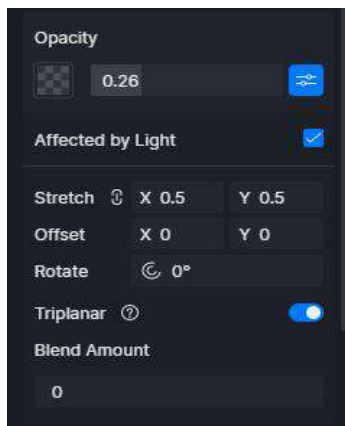 Opacity
0.26
Affected by Light
Stretch X 0.5 Y 0.5
Offset X 0 Y 0
Rotate 0°
Triplanar ?
Blend Amount
0